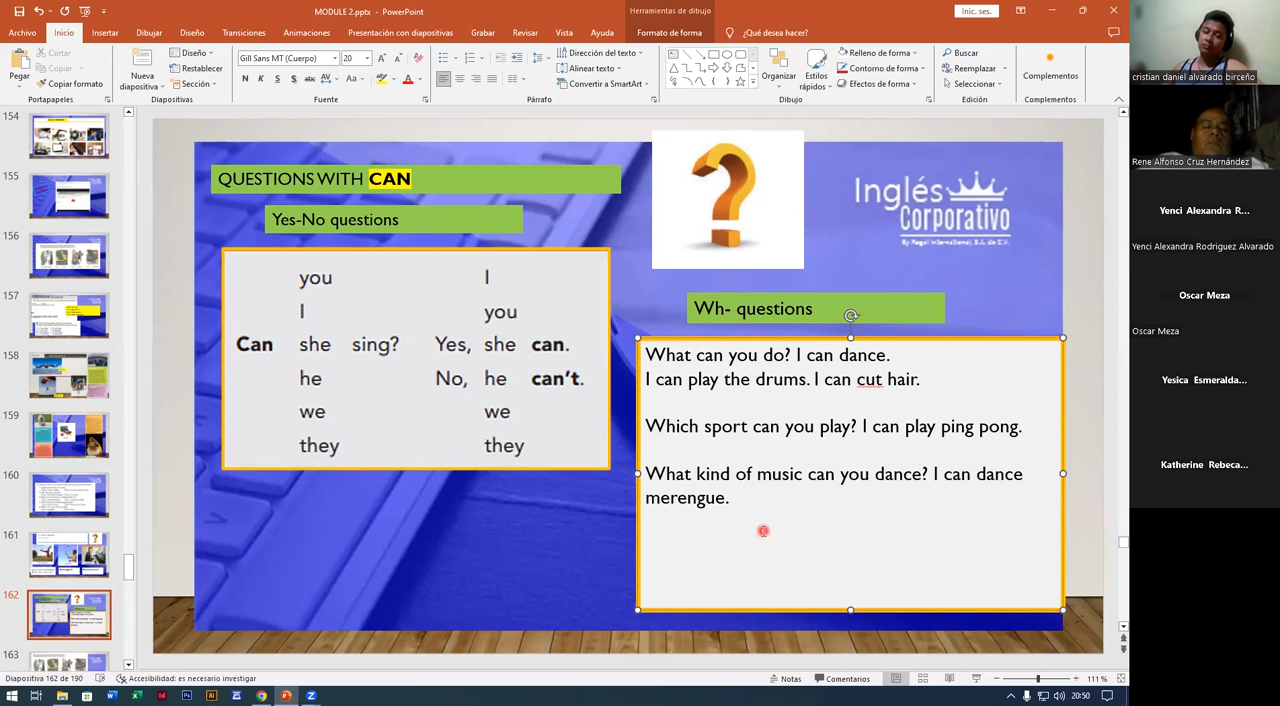 MODULE 2.pptx - PowerPoint
Herramientas de dibujo
Inic. ses.
Archivo Inicio Insertar Dibujar Diseño Transiciones Animaciones Presentación con diapositivas Grabar Revisar Vista Ayuda Formato de forma ¿Qué desea hacer?
Pegar
Cortar
Copiar
Copiar formato
Portapapeles
Nueva diapositiva
Diseño
Restablecer
Sección
Diapositivas
Gill Sans MT (Cuerpo) 20
N K S S abc AV Aa A
Fuente
Párrafo
Dirección del texto
Alinear texto
Convertir a SmartArt
Organizar
Estilos rápidos
Dibujo
Relleno de forma
Contorno de forma
Efectos de forma
Buscar
Reemplazar
Seleccionar
Edición
Complementos
Complementos
154
155
156
157
158
159
160
161
162
163
QUESTIONS WITH CAN
Yes-No questions
you I
I you
Can she sing? Yes, she can.
he No, he can't.
we we
they they
Inglés
Corporativo
By Regal International, S.A. de C.V.
Wh- questions
What can you do? I can dance.
I can play the drums. I can cut hair.
Which sport can you play? I can play ping pong.
What kind of music can you dance? I can dance
merengue.
cristian daniel alvarado birceño
Rene Alfonso Cruz Hernández
Yenci Alexandra R...
Yenci Alexandra Rodriguez Alvarado
Oscar Meza
Oscar Meza
Yesica Esmeralda...
Katherine Rebeca...
Diapositiva 162 de 190
Accesibilidad: es necesario investigar
Notas
Comentarios
111 %
20:50